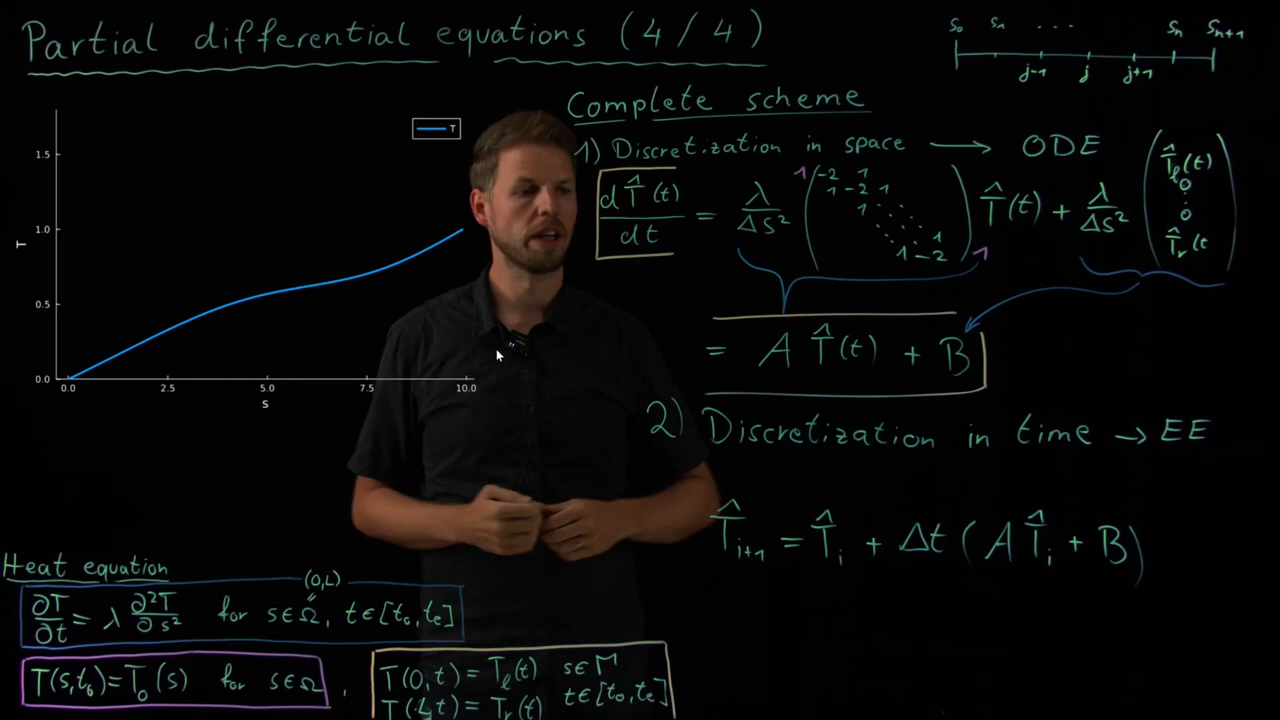 Partial differential equations (4/4)
s₀ s₁ ... sₙ sₙ₊₁
j-1 j j+1
Complete scheme
1) Discretization in space → ODE
dT̂(t)/dt = λ/Δs² (-2 1 1 -2 1 1 ⋱ 1 1 -2) T̂(t) + λ/Δs² (T̂ₗ(t) 0 ⋮ 0 T̂ᵣ(t
1 1
= A T̂(t) + B
2) Discretization in time → EE
T̂ᵢ₊₁ = T̂ᵢ + Δt (A T̂ᵢ + B)
T
1.5
1.0
0.5
0.0
T
0.0 2.5 5.0 7.5 10.0
s
Heat equation
(0,L)
∂T/∂t = λ ∂²T/∂s² for s∈Ω, t∈[t₀,tₑ]
T(s,t₀)=T₀(s) for s∈Ω,
T(0,t) = Tₗ(t) s∈Γ
T(L,t) = Tᵣ(t) t∈[t₀,tₑ]